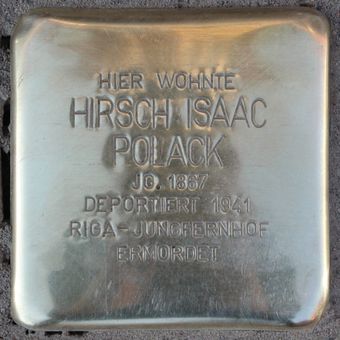 HIER WOHNTE
HIRSCH ISAAC
POLACK
JG. 1867
DEPORTIERT 1941
RIGA-JUNGFERNHOF
ERMORDET